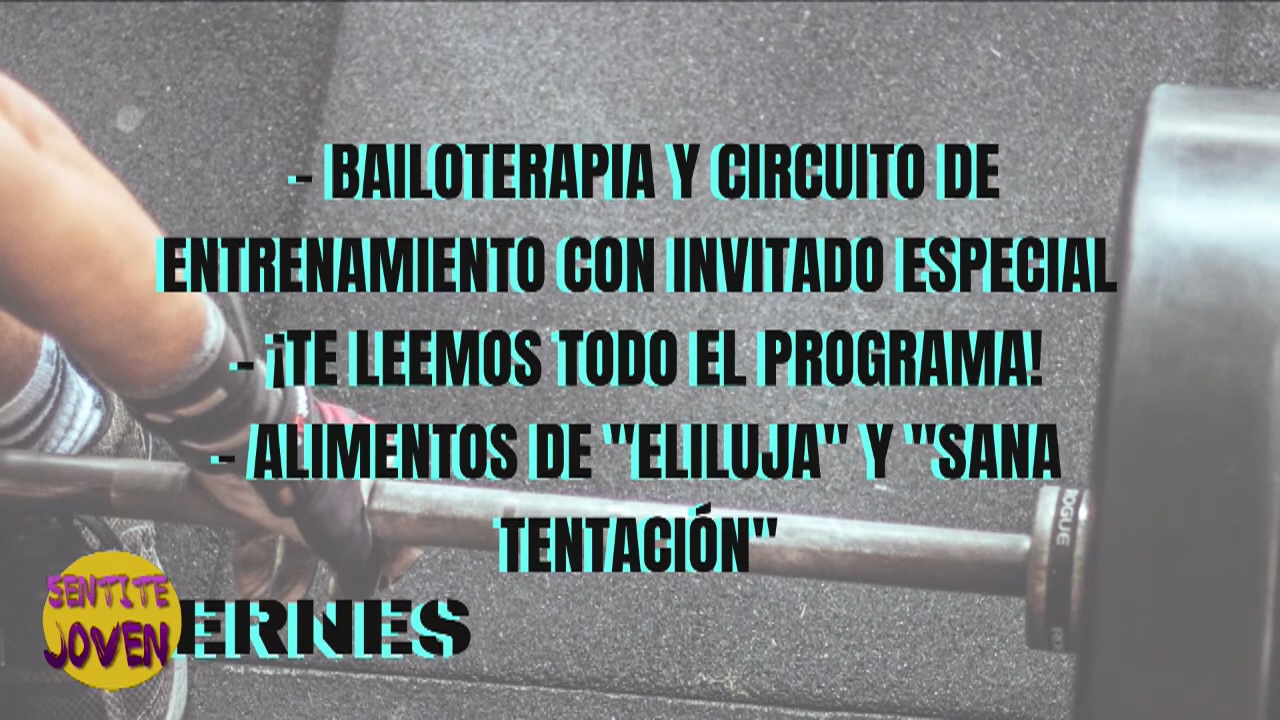 - BAILOTERAPIA Y CIRCUITO DE
ENTRENAMIENTO CON INVITADO ESPECIAL
- ¡TE LEEMOS TODO EL PROGRAMA!
- ALIMENTOS DE "ELILUJA" Y "SANA
TENTACIÓN"
ROGUE
SENTITE
JOVEN
ERNES